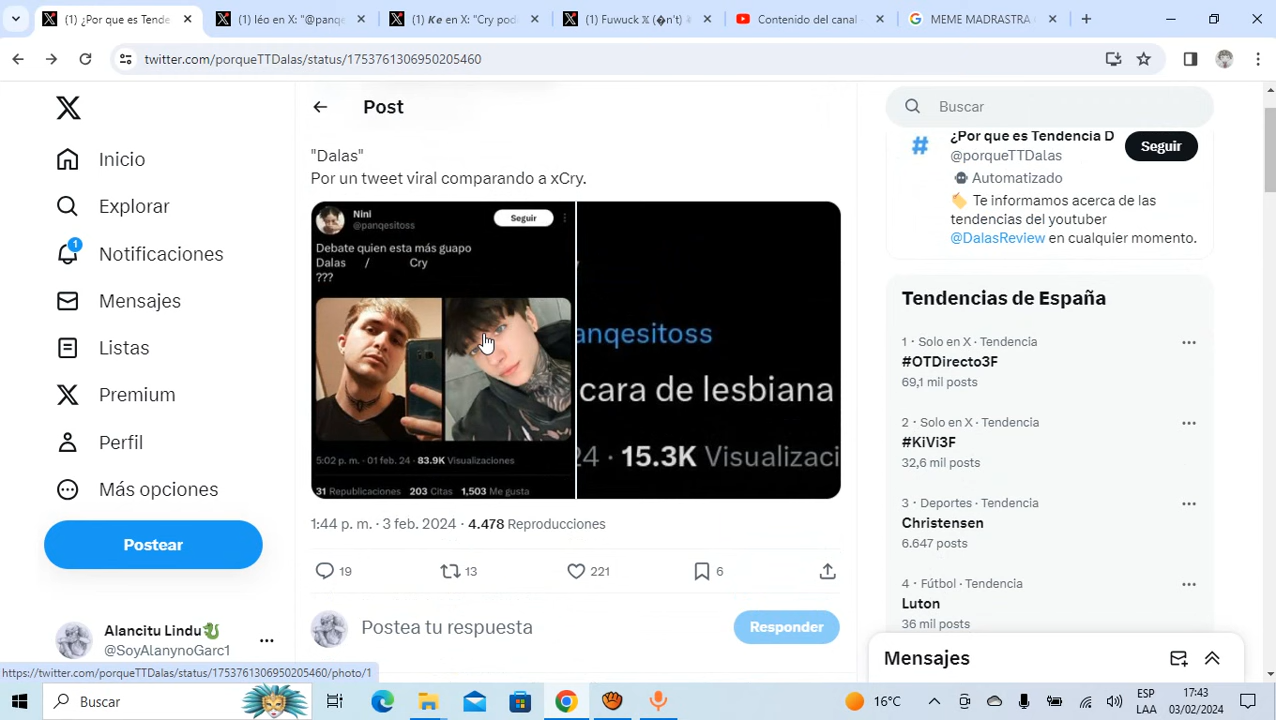 (1) ¿Por que es Tende
(1) léo en X: "@panqe
(1) Ke en X: "Cry pod
(1) Fuwuck 𝕏 (�n't)
Contenido del canal
MEME MADRASTRA
twitter.com/porqueTTDalas/status/1753761306950205460
Inicio
Explorar
1
Notificaciones
Mensajes
Listas
Premium
Perfil
Más opciones
Postear
Alancitu Lindu
@SoyAlanynoGarc1
Post
"Dalas"
Por un tweet viral comparando a xCry.
Nini
@panqesitoss
Seguir
Debate quien esta más guapo
Dalas / Cry
???
5:02 p. m. · 01 feb. 24 · 83.9K Visualizaciones
31 Republicaciones 203 Citas 1,503 Me gusta
anqesitoss
cara de lesbiana
24 · 15.3K Visualizaci
1:44 p. m. · 3 feb. 2024 · 4.478 Reproducciones
19 13 221 6
Postea tu respuesta
Responder
Buscar
¿Por que es Tendencia D
@porqueTTDalas
Seguir
Automatizado
Te informamos acerca de las
tendencias del youtuber
@DalasReview en cualquier momento.
Tendencias de España
1 · Solo en X · Tendencia
#OTDirecto3F
69,1 mil posts
2 · Solo en X · Tendencia
#KiVi3F
32,6 mil posts
3 · Deportes · Tendencia
Christensen
6.647 posts
4 · Fútbol · Tendencia
Luton
36 mil posts
Mensajes
https://twitter.com/porqueTTDalas/status/1753761306950205460/photo/1
Buscar
16°C
ESP
LAA
17:43
03/02/2024